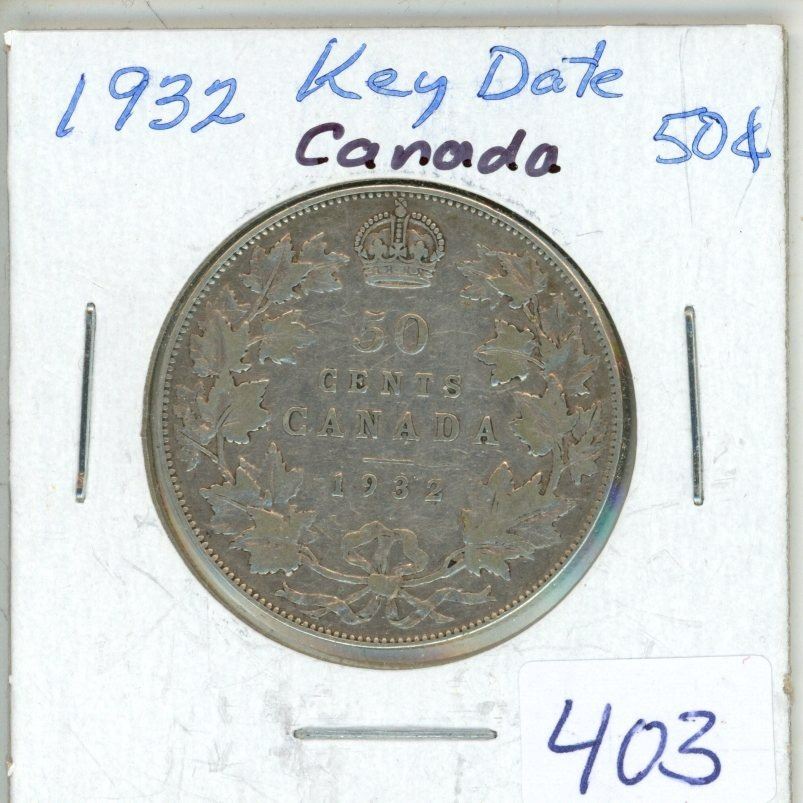 1932 Key Date
Canada 50¢
50
CENTS
CANADA
1932
403